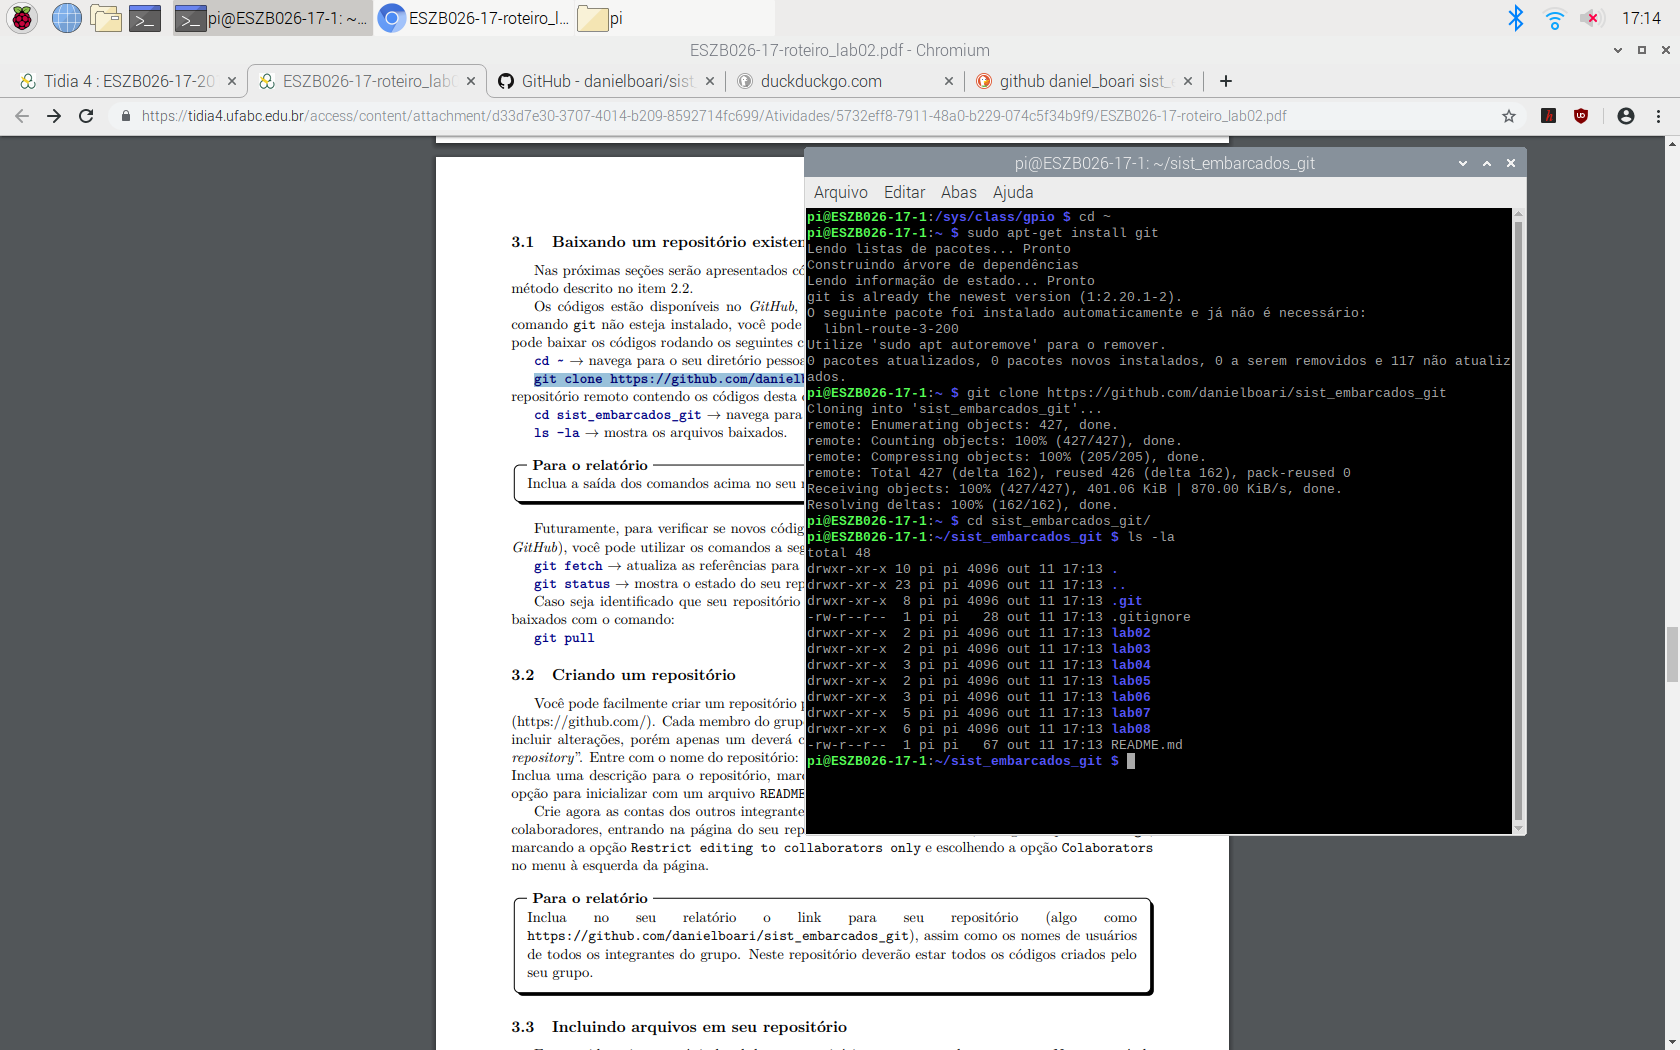 pi@ESZB026-17-1: ~...
ESZB026-17-roteiro_l...
pi
17:14
ESZB026-17-roteiro_lab02.pdf - Chromium
Tidia 4 : ESZB026-17-20
ESZB026-17-roteiro_lab
GitHub - danielboari/sist_
duckduckgo.com
github daniel_boari sist_
https://tidia4.ufabc.edu.br/access/content/attachment/d33d7e30-3707-4014-b209-8592714fc699/Atividades/5732eff8-7911-48a0-b229-074c5f34b9f9/ESZB026-17-roteiro_lab02.pdf
3.1 Baixando um repositório existen
Nas próximas seções serão apresentados có
método descrito no item 2.2.
Os códigos estão disponíveis no GitHub,
comando git não esteja instalado, você pode
pode baixar os códigos rodando os seguintes c
cd ~ → navega para o seu diretório pessoa
git clone https://github.com/danielb
repositório remoto contendo os códigos desta
cd sist_embarcados_git → navega para
ls -la → mostra os arquivos baixados.
Para o relatório
Inclua a saída dos comandos acima no seu r
Futuramente, para verificar se novos códig
GitHub), você pode utilizar os comandos a seg
git fetch → atualiza as referências para
git status → mostra o estado do seu rep
Caso seja identificado que seu repositório
baixados com o comando:
git pull
3.2 Criando um repositório
Você pode facilmente criar um repositório p
(https://github.com/). Cada membro do grup
incluir alterações, porém apenas um deverá c
repository”. Entre com o nome do repositório:
Inclua uma descrição para o repositório, marc
opção para inicializar com um arquivo README
Crie agora as contas dos outros integrante
colaboradores, entrando na página do seu rep
marcando a opção Restrict editing to collaborators only e escolhendo a opção Colaborators
no menu à esquerda da página.
Para o relatório
Inclua no seu relatório o link para seu repositório (algo como
https://github.com/danielboari/sist_embarcados_git), assim como os nomes de usuários
de todos os integrantes do grupo. Neste repositório deverão estar todos os códigos criados pelo
seu grupo.
3.3 Incluindo arquivos em seu repositório
pi@ESZB026-17-1: ~/sist_embarcados_git
Arquivo Editar Abas Ajuda
pi@ESZB026-17-1:/sys/class/gpio $ cd ~
pi@ESZB026-17-1:~ $ sudo apt-get install git
Lendo listas de pacotes... Pronto
Construindo árvore de dependências
Lendo informação de estado... Pronto
git is already the newest version (1:2.20.1-2).
O seguinte pacote foi instalado automaticamente e já não é necessário:
libnl-route-3-200
Utilize 'sudo apt autoremove' para o remover.
0 pacotes atualizados, 0 pacotes novos instalados, 0 a serem removidos e 117 não atualiz
ados.
pi@ESZB026-17-1:~ $ git clone https://github.com/danielboari/sist_embarcados_git
Cloning into 'sist_embarcados_git'...
remote: Enumerating objects: 427, done.
remote: Counting objects: 100% (427/427), done.
remote: Compressing objects: 100% (205/205), done.
remote: Total 427 (delta 162), reused 426 (delta 162), pack-reused 0
Receiving objects: 100% (427/427), 401.06 KiB | 870.00 KiB/s, done.
Resolving deltas: 100% (162/162), done.
pi@ESZB026-17-1:~ $ cd sist_embarcados_git/
pi@ESZB026-17-1:~/sist_embarcados_git $ ls -la
total 48
drwxr-xr-x 10 pi pi 4096 out 11 17:13 .
drwxr-xr-x 23 pi pi 4096 out 11 17:13 ..
drwxr-xr-x 8 pi pi 4096 out 11 17:13 .git
-rw-r--r-- 1 pi pi 28 out 11 17:13 .gitignore
drwxr-xr-x 2 pi pi 4096 out 11 17:13 lab02
drwxr-xr-x 2 pi pi 4096 out 11 17:13 lab03
drwxr-xr-x 3 pi pi 4096 out 11 17:13 lab04
drwxr-xr-x 2 pi pi 4096 out 11 17:13 lab05
drwxr-xr-x 3 pi pi 4096 out 11 17:13 lab06
drwxr-xr-x 5 pi pi 4096 out 11 17:13 lab07
drwxr-xr-x 6 pi pi 4096 out 11 17:13 lab08
-rw-r--r-- 1 pi pi 67 out 11 17:13 README.md
pi@ESZB026-17-1:~/sist_embarcados_git $